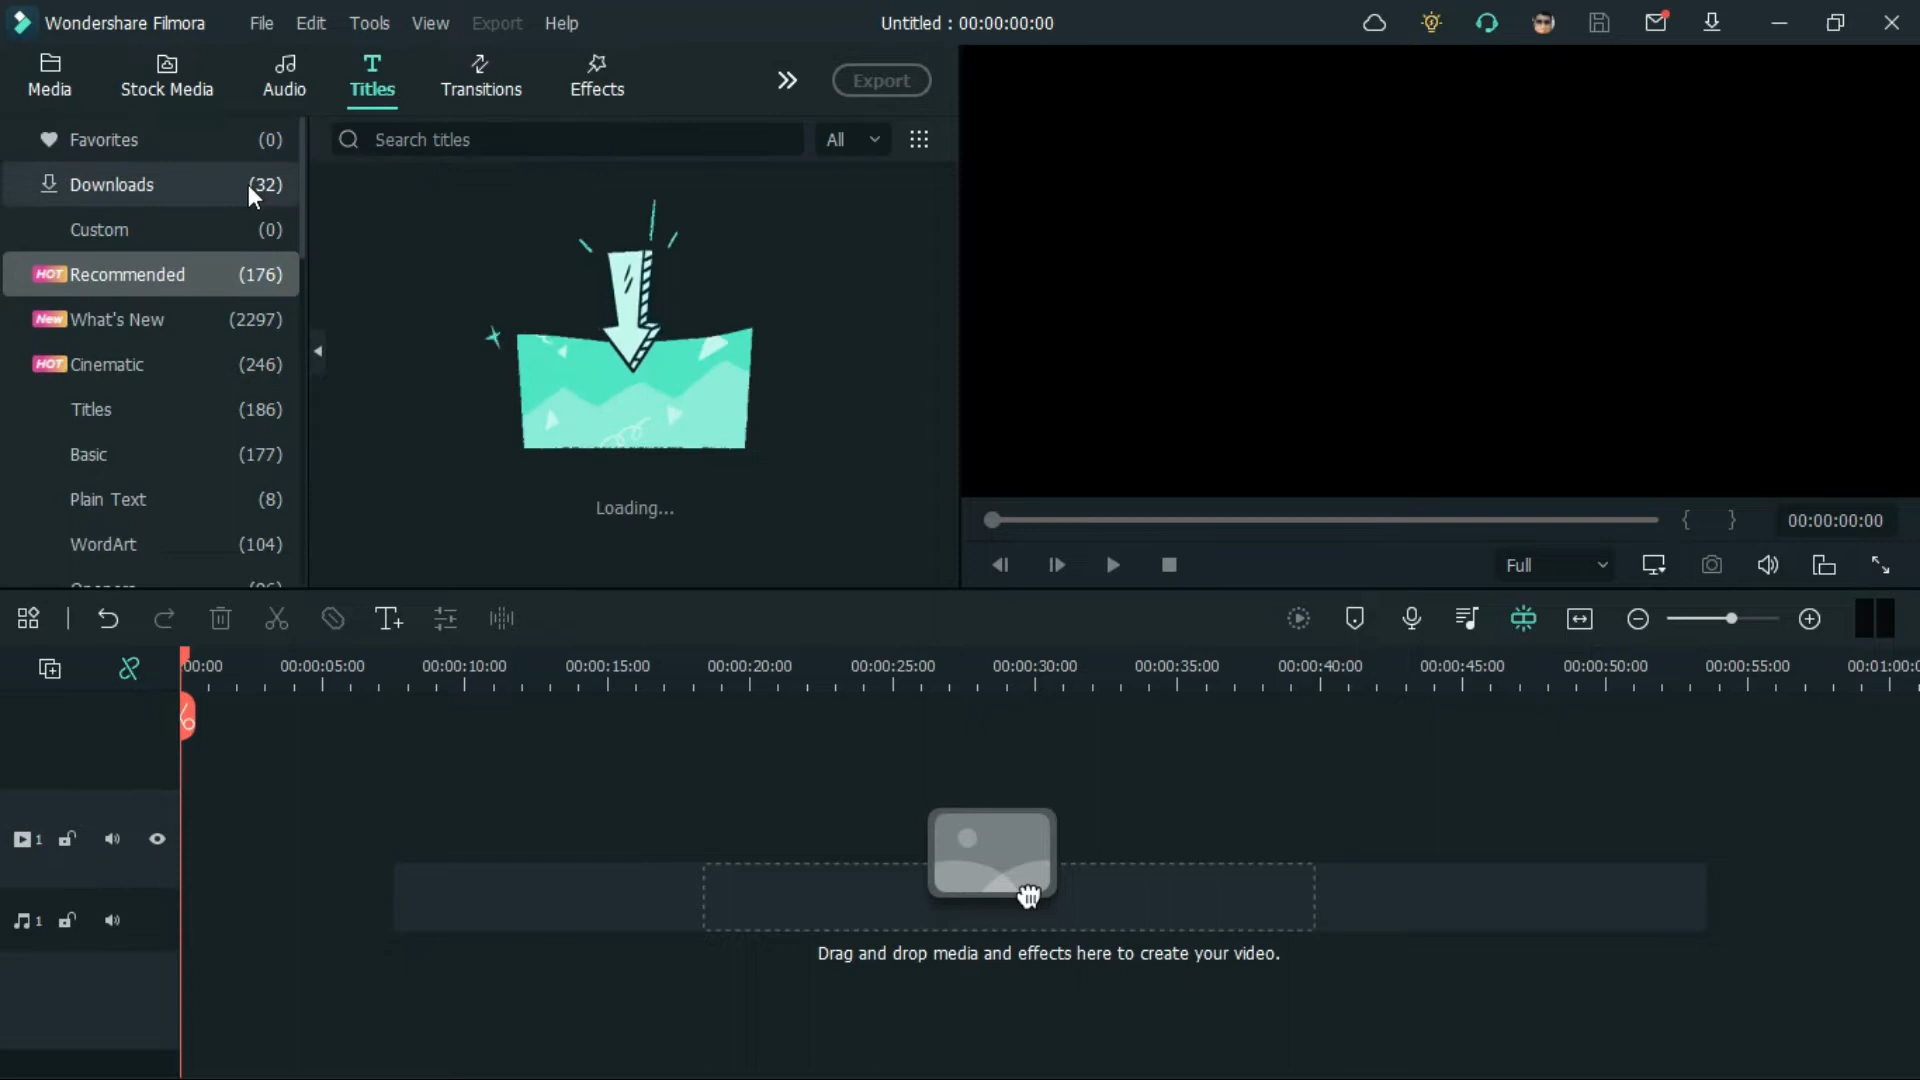 Wondershare Filmora File Edit Tools View Export Help Untitled : 00:00:00:00
Media Stock Media Audio Titles Transitions Effects Export
Favorites (0)
Downloads (32)
Custom (0)
HOT Recommended (176)
New What's New (2297)
HOT Cinematic (246)
Titles (186)
Basic (177)
Plain Text (8)
WordArt (104)
Search titles All
Loading...
{ } 00:00:00:00
Full
00:00 00:00:05:00 00:00:10:00 00:00:15:00 00:00:20:00 00:00:25:00 00:00:30:00 00:00:35:00 00:00:40:00 00:00:45:00 00:00:50:00 00:00:55:00 00:01:00:0
1
1
Drag and drop media and effects here to create your video.